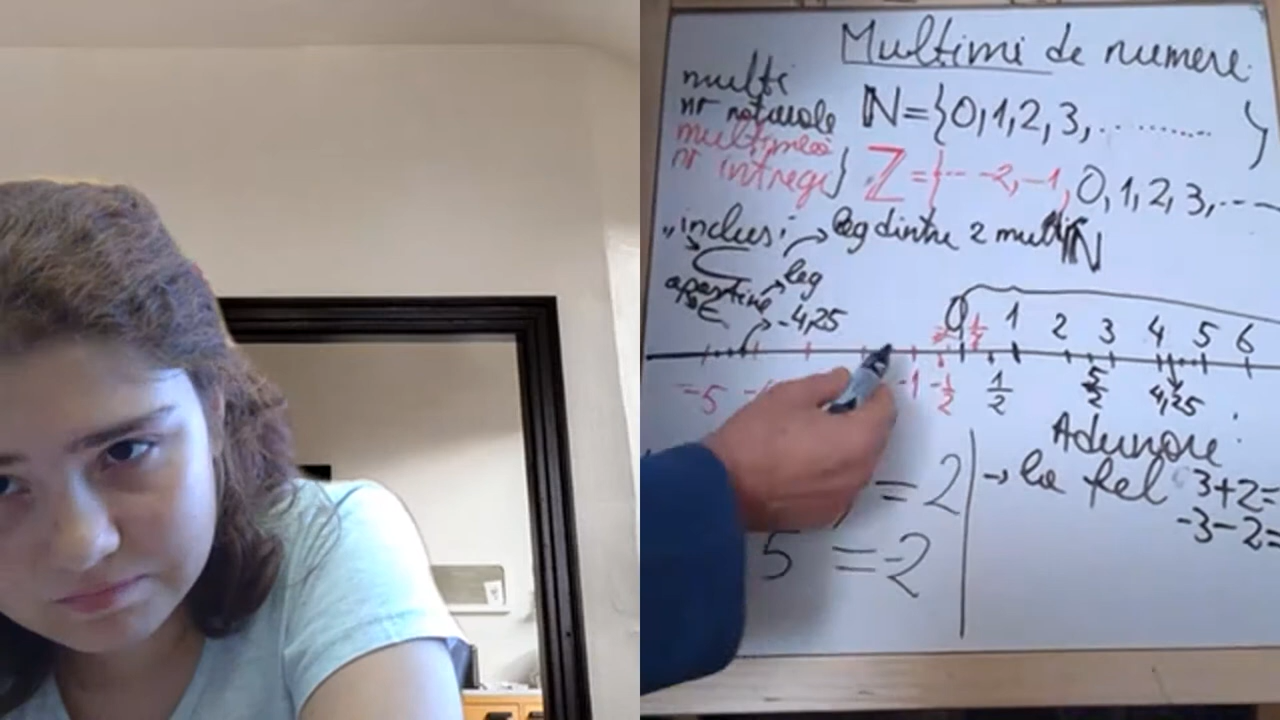 Multimi de numere
multi
nr naturale N={0,1,2,3,.......... }
multimea
nr intregi} Z={... -2,-1,0,1,2,3,...
"inclus: → leg dintre 2 multi N
⊂ → leg
apartine
∈ -4,25
0 1 2 3 4 5 6
-5 -1 -1/2 1/2 5/2 4,25
Adunare:
=2 → la fel 3+2=
-3-2=
5 =-2